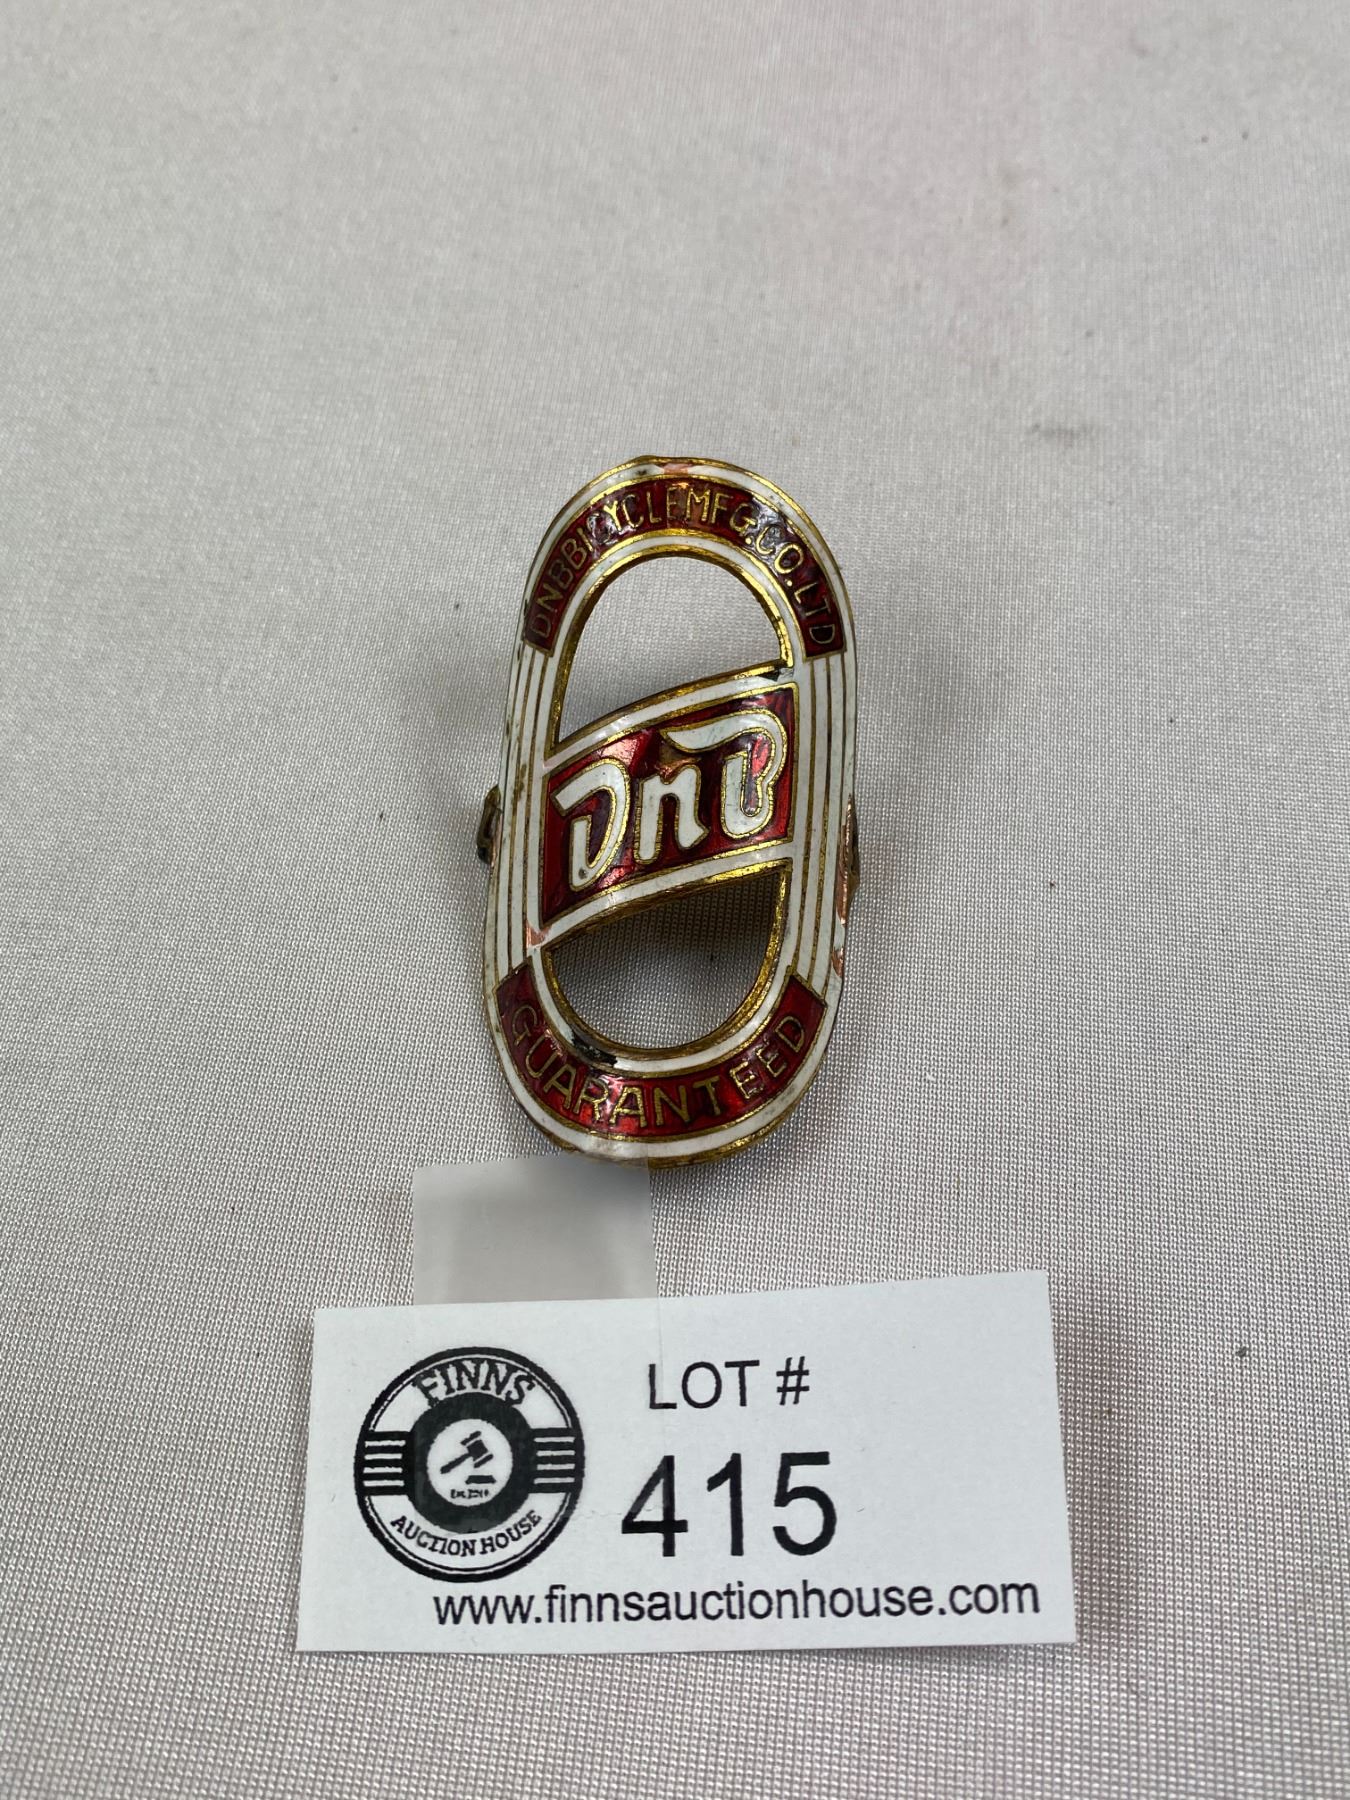 DNB BICYCLE MFG. CO. LTD
DnB
GUARANTEED
FINNS
AUCTION HOUSE
LOT #
415
www.finnsauctionhouse.com